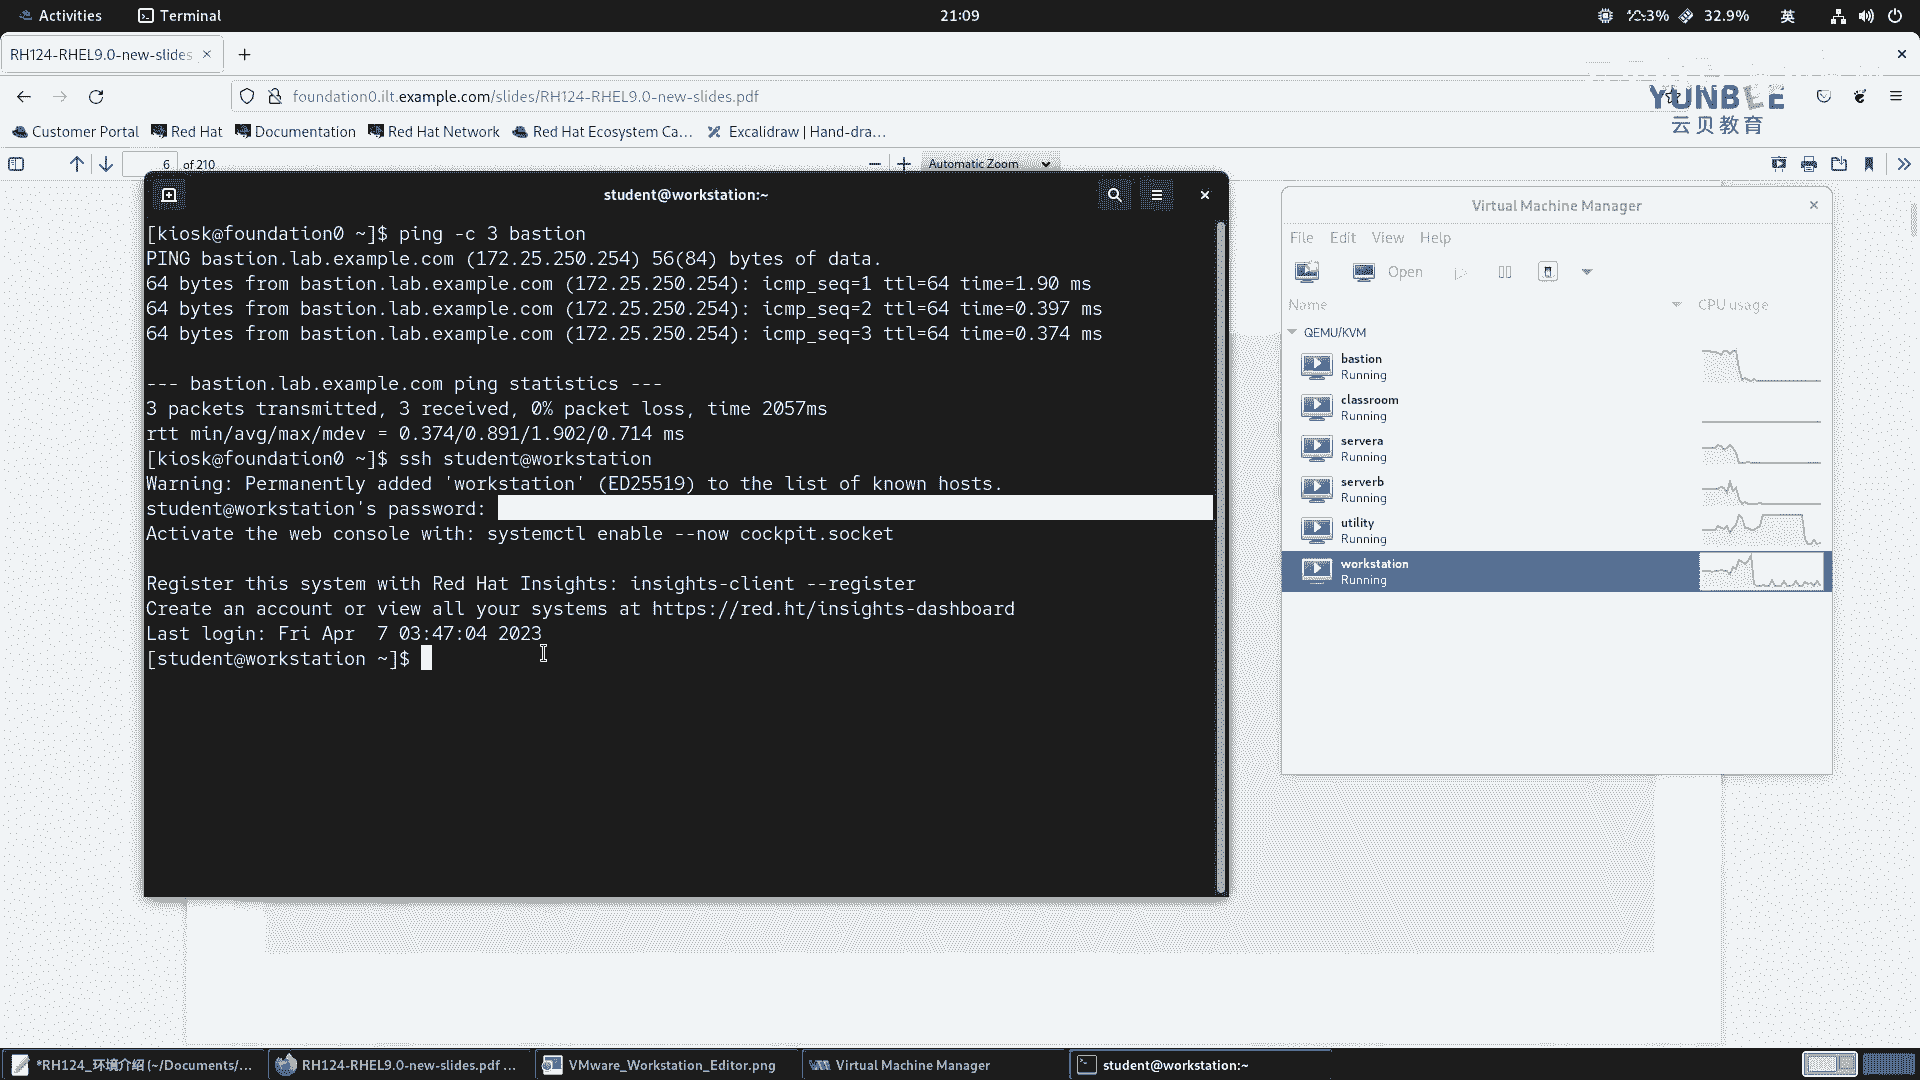 Activities
Terminal
21:09
32.9%
英
RH124-RHEL9.0-new-slides
foundation0.ilt.example.com/slides/RH124-RHEL9.0-new-slides.pdf
YUNBEE
云贝教育
Customer Portal
Red Hat
Documentation
Red Hat Network
Red Hat Ecosystem Ca...
Excalidraw | Hand-dra...
6 of 210
Automatic Zoom
student@workstation:~
[kiosk@foundation0 ~]$ ping -c 3 bastion
PING bastion.lab.example.com (172.25.250.254) 56(84) bytes of data.
64 bytes from bastion.lab.example.com (172.25.250.254): icmp_seq=1 ttl=64 time=1.90 ms
64 bytes from bastion.lab.example.com (172.25.250.254): icmp_seq=2 ttl=64 time=0.397 ms
64 bytes from bastion.lab.example.com (172.25.250.254): icmp_seq=3 ttl=64 time=0.374 ms
--- bastion.lab.example.com ping statistics ---
3 packets transmitted, 3 received, 0% packet loss, time 2057ms
rtt min/avg/max/mdev = 0.374/0.891/1.902/0.714 ms
[kiosk@foundation0 ~]$ ssh student@workstation
Warning: Permanently added 'workstation' (ED25519) to the list of known hosts.
student@workstation's password:
Activate the web console with: systemctl enable --now cockpit.socket
Register this system with Red Hat Insights: insights-client --register
Create an account or view all your systems at https://red.ht/insights-dashboard
Last login: Fri Apr  7 03:47:04 2023
[student@workstation ~]$
Virtual Machine Manager
File Edit View Help
Open
Name
CPU usage
QEMU/KVM
bastion
Running
classroom
Running
servera
Running
serverb
Running
utility
Running
workstation
Running
*RH124_环境介绍 (~/Documents/...
RH124-RHEL9.0-new-slides.pdf ...
VMware_Workstation_Editor.png
Virtual Machine Manager
student@workstation:~